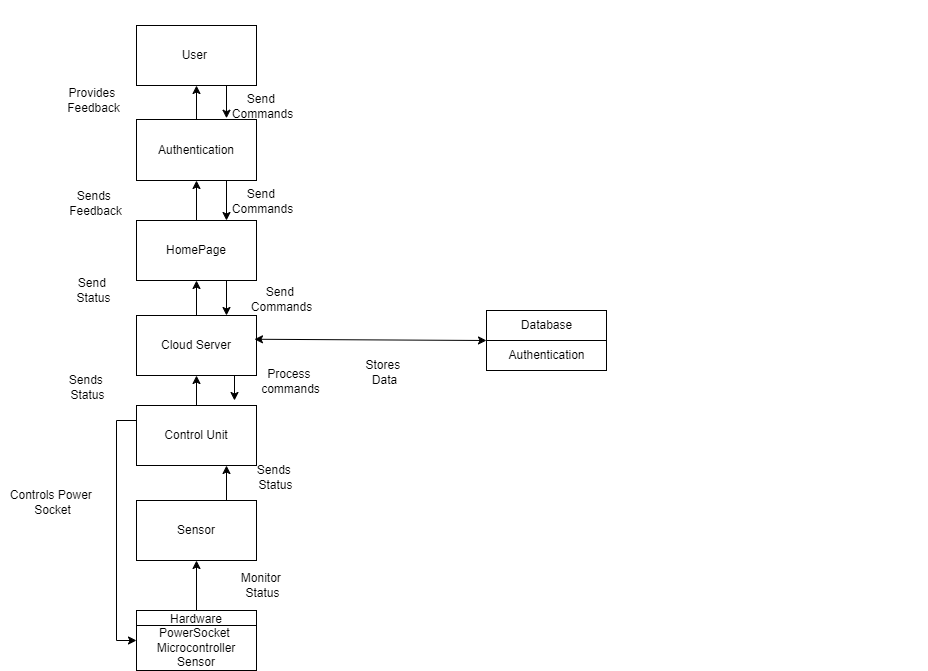 User
Provides
Feedback
Send
Commands
Authentication
Sends
Feedback
Send
Commands
HomePage
Send
Status
Send
Commands
Cloud Server
Database
Authentication
Stores
Data
Sends
Status
Process
commands
Control Unit
Sends
Status
Controls Power
Socket
Sensor
Monitor
Status
Hardware
PowerSocket
Microcontroller
Sensor